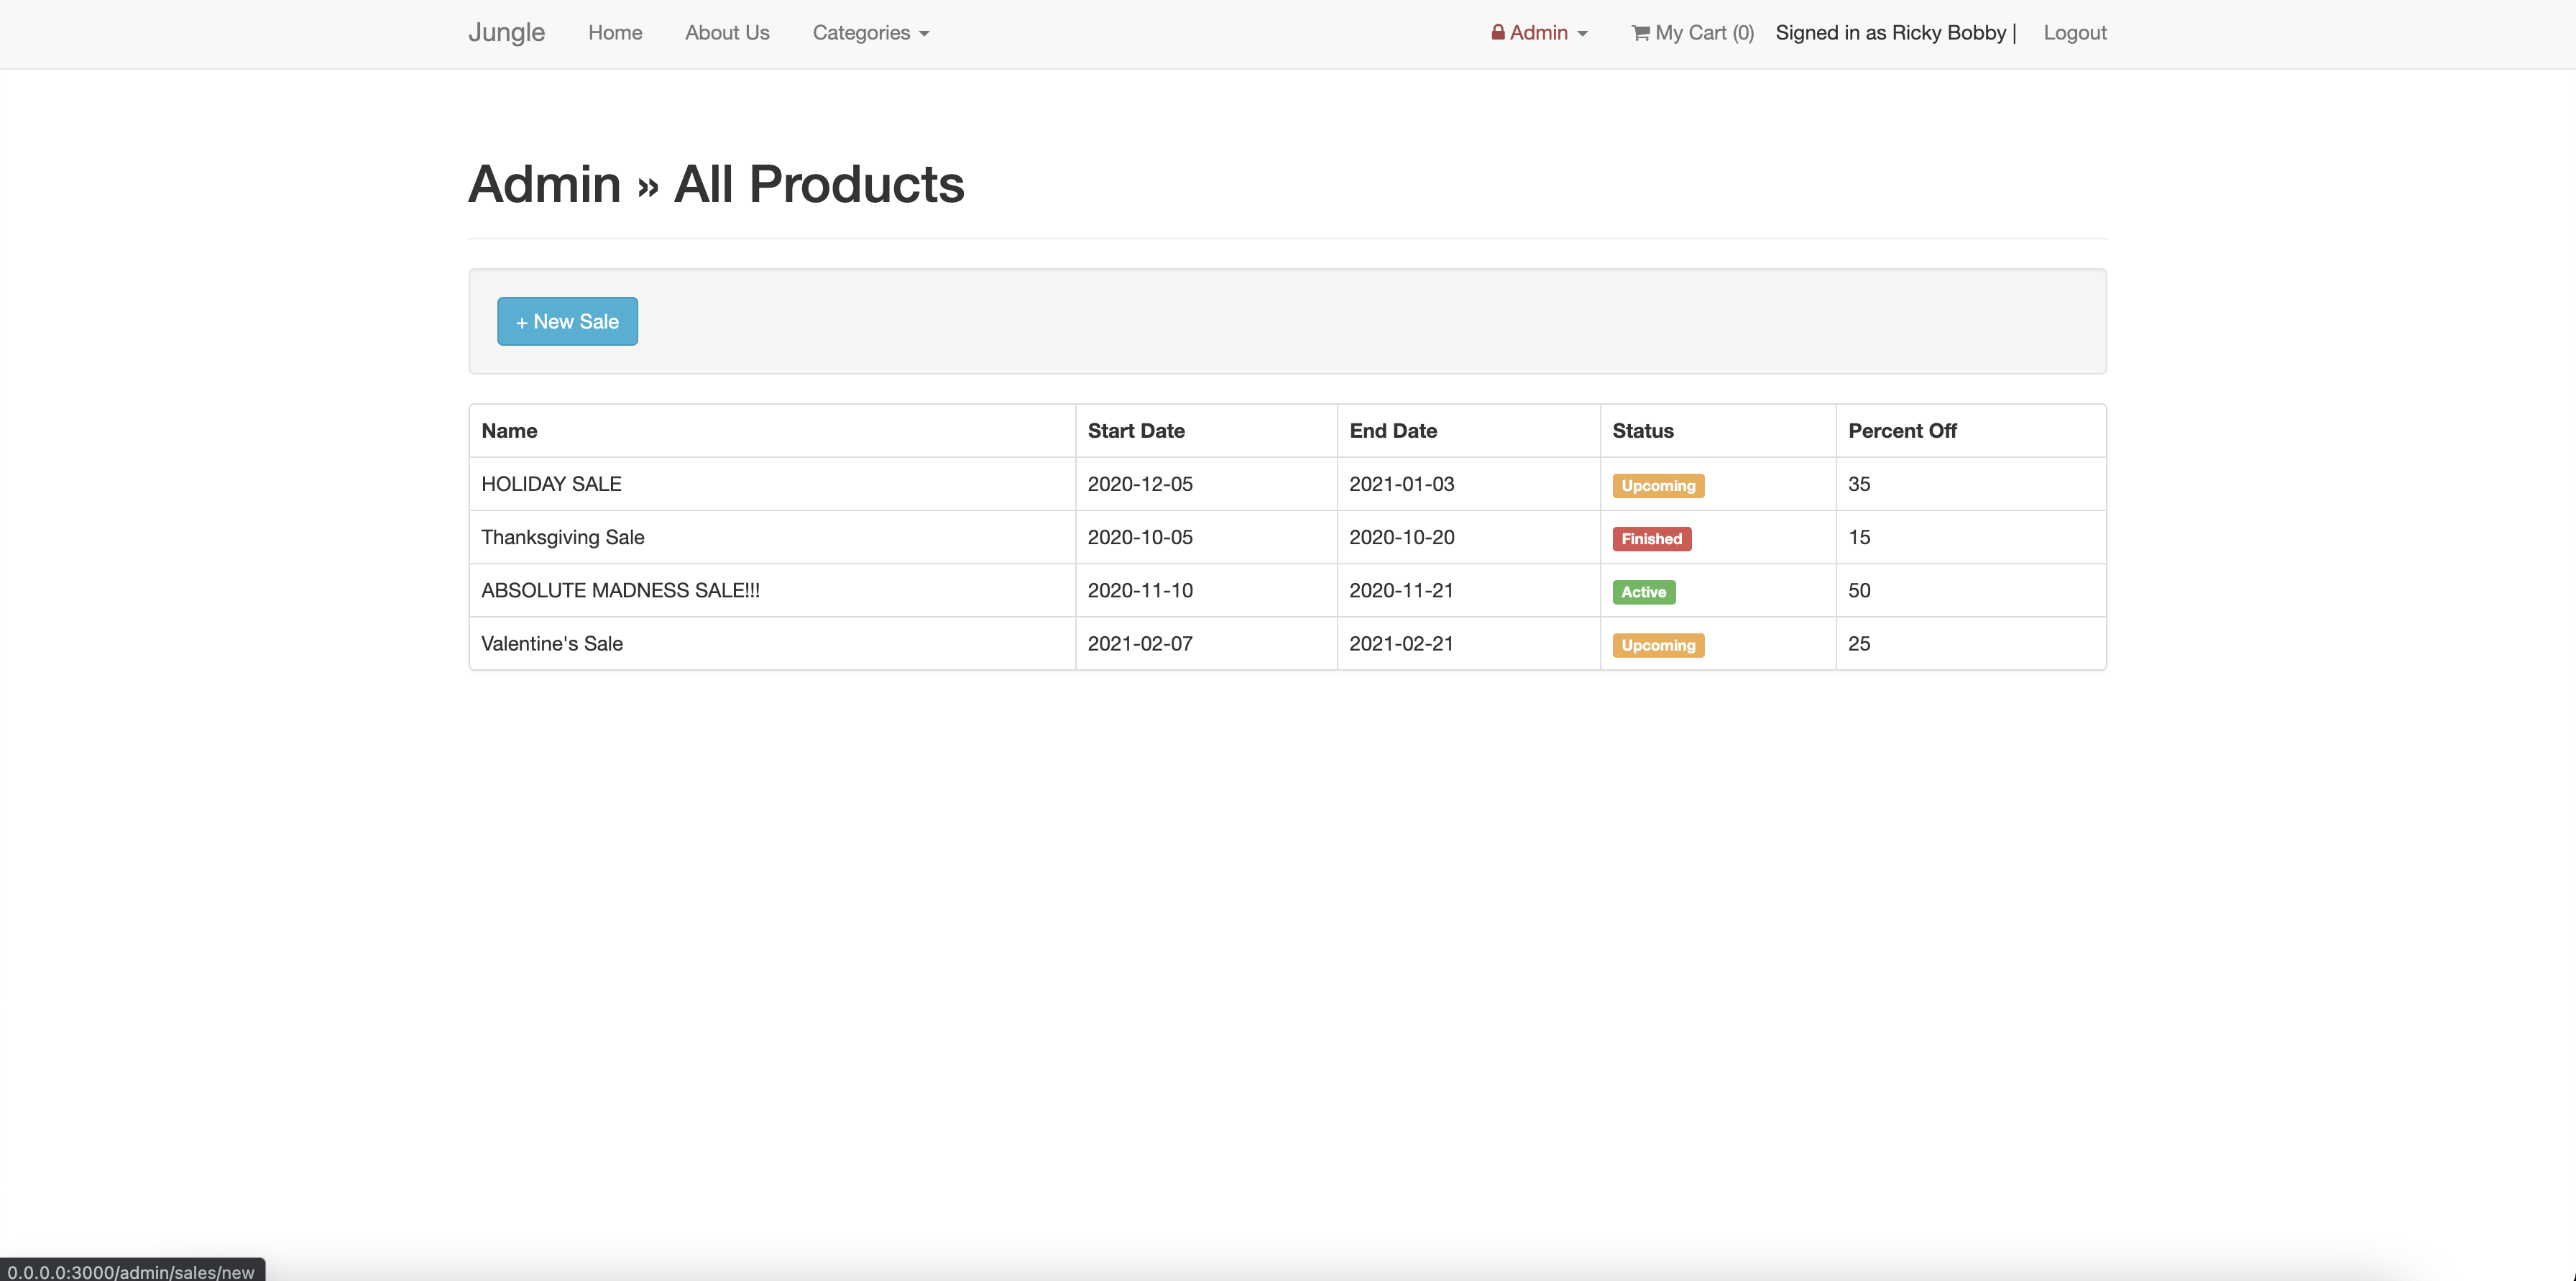 Jungle Home About Us Categories Admin My Cart (0) Signed in as Ricky Bobby | Logout
Admin » All Products
+ New Sale
Name Start Date End Date Status Percent Off
HOLIDAY SALE 2020-12-05 2021-01-03 Upcoming 35
Thanksgiving Sale 2020-10-05 2020-10-20 Finished 15
ABSOLUTE MADNESS SALE!!! 2020-11-10 2020-11-21 Active 50
Valentine's Sale 2021-02-07 2021-02-21 Upcoming 25
0.0.0.0:3000/admin/sales/new